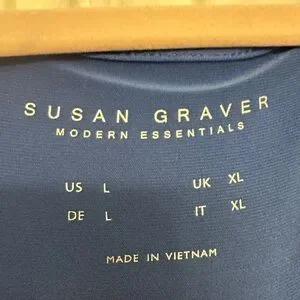 SUSAN GRAVER
MODERN ESSENTIALS
US L UK XL
DE L IT XL
MADE IN VIETNAM